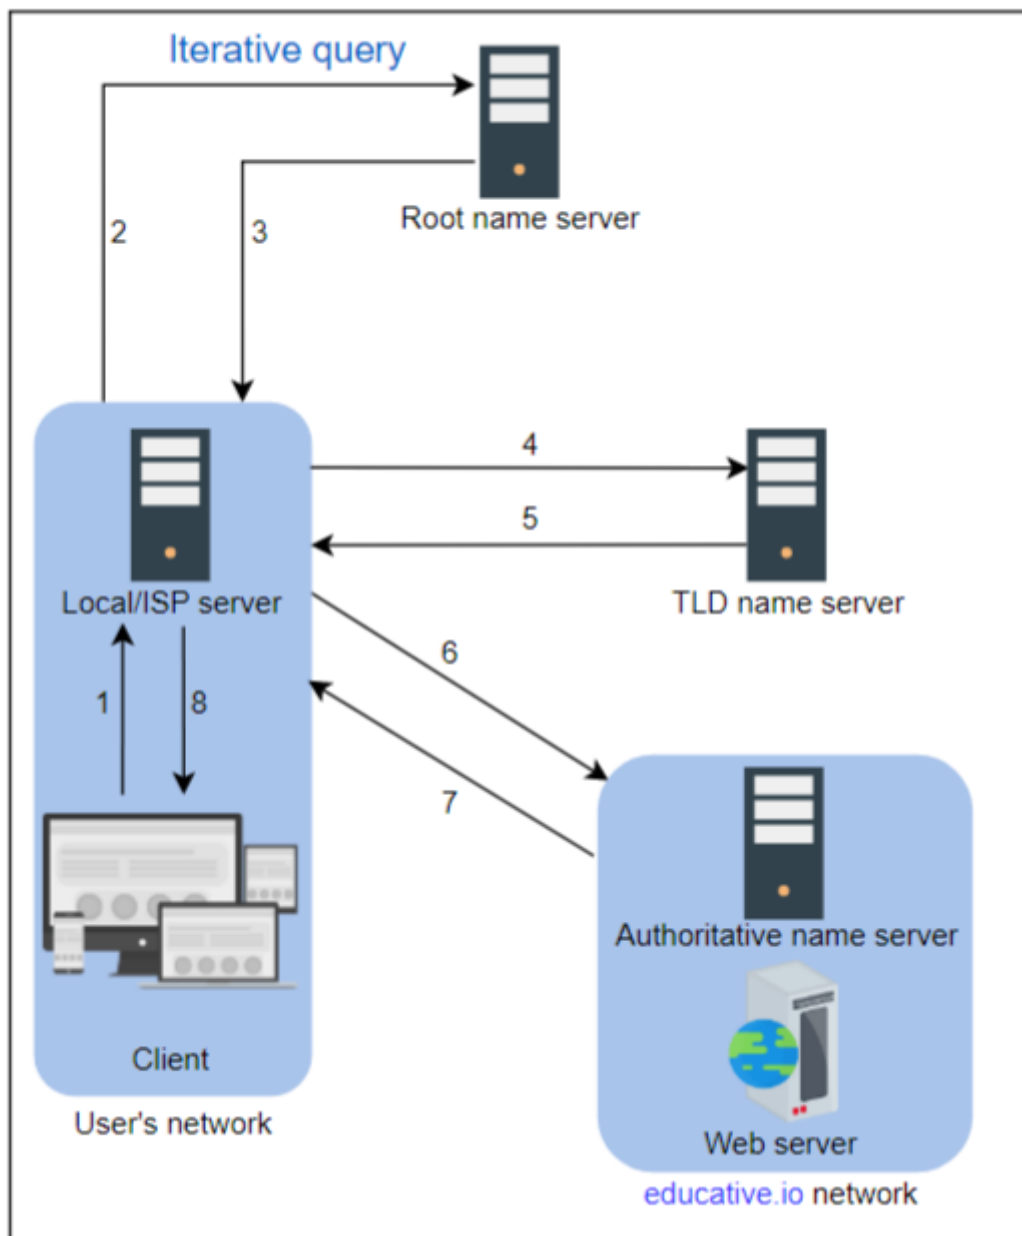 Iterative query
Root name server
2
3
4
5
Local/ISP server
TLD name server
6
1
8
7
Authoritative name server
Client
User's network
Web server
educative.io network